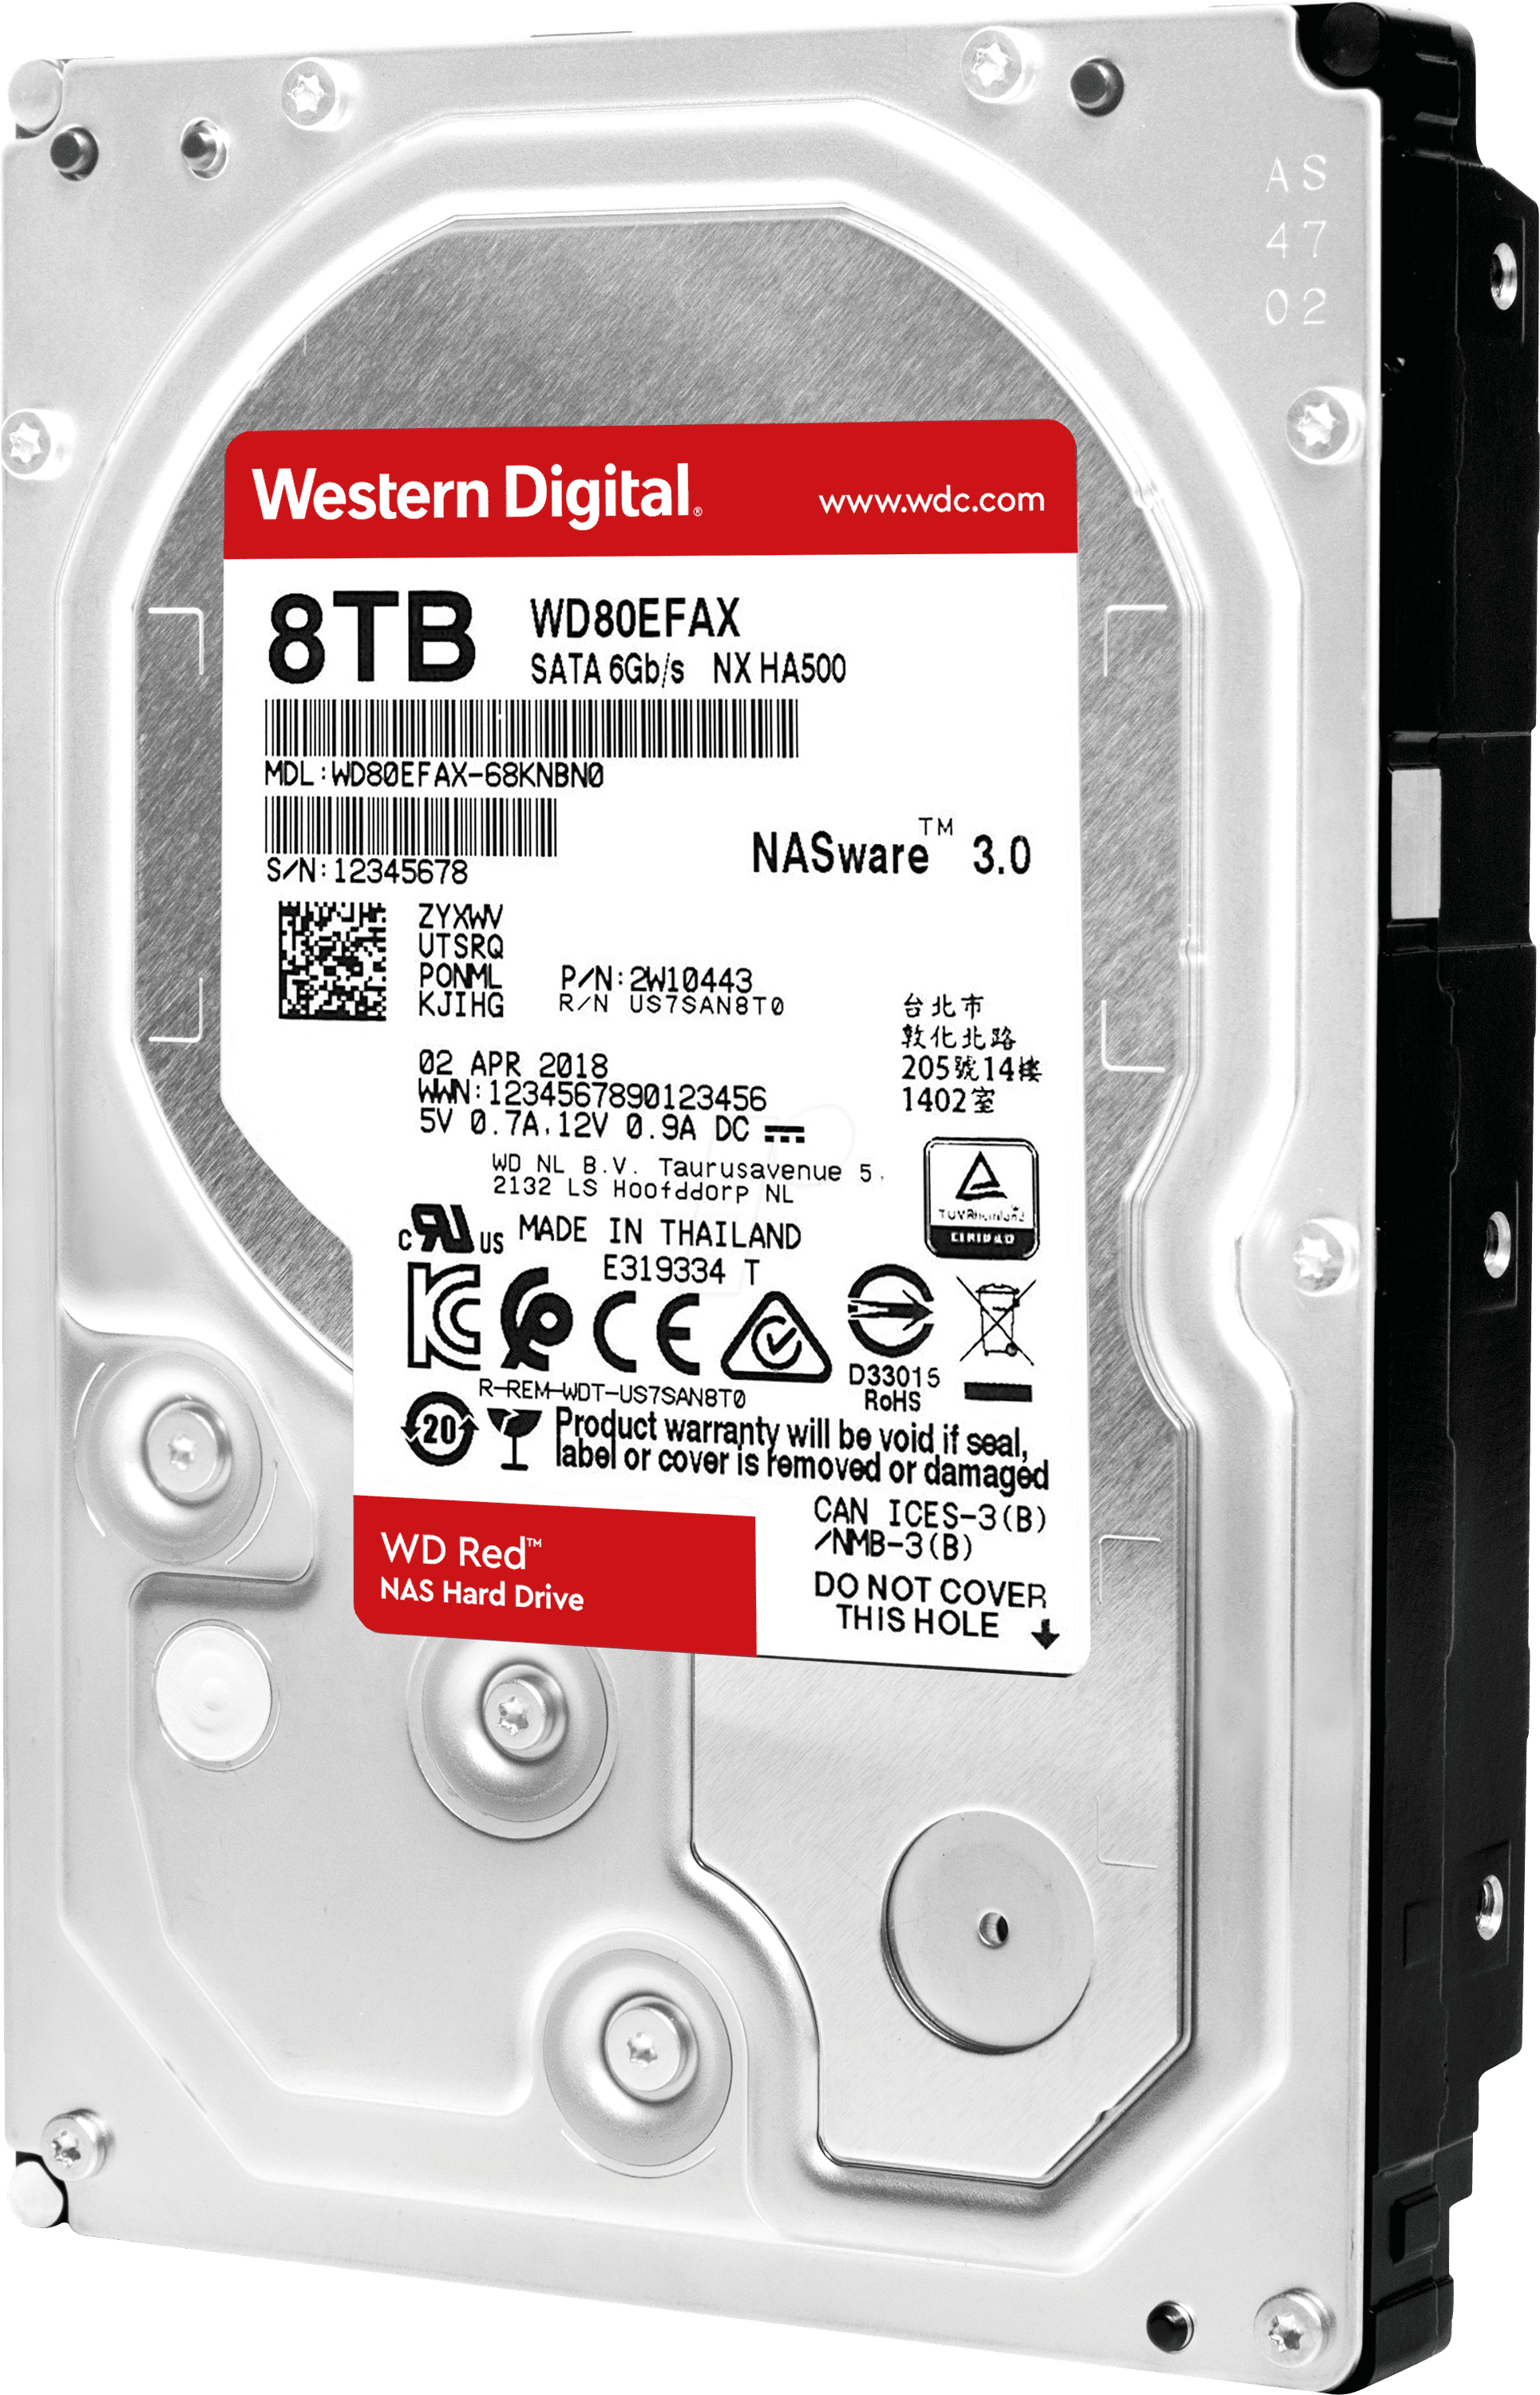 AS
47
02
Western Digital®
www.wdc.com
8TB
WD80EFAX
SATA 6Gb/s NX HA500
MDL:WD80EFAX-68KNBN0
S/N:12345678
NASware™ 3.0
ZYXWV
UTSRQ
PONML
KJIHG
P/N:2W10443
R/N US7SAN8T0
台北市
敦化北路
205號14樓
1402室
02 APR 2018
WWN:1234567890123456
5V 0.7A,12V 0.9A DC
WD NL B.V. Taurusavenue 5,
2132 LS Hoofddorp NL
TÜVRheinland
c RU US
MADE IN THAILAND
E319334 T
CE
D33015
RoHS
R-REM-WDT-US7SAN8T0
20
Product warranty will be void if seal,
label or cover is removed or damaged
CAN ICES-3(B)
/NMB-3(B)
DO NOT COVER
THIS HOLE
WD Red™
NAS Hard Drive